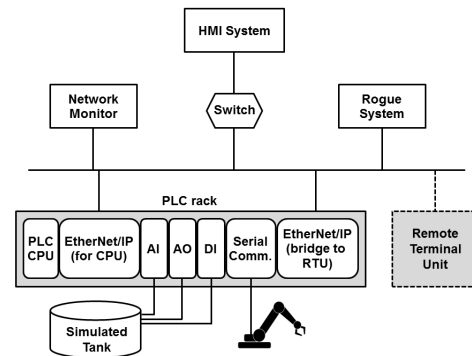 HMI System
Network
Monitor
Switch
Rogue
System
PLC rack
PLC
CPU
EtherNet/IP
(for CPU)
AI
AO
DI
Serial
Comm.
EtherNet/IP
(bridge to
RTU)
Remote
Terminal
Unit
Simulated
Tank